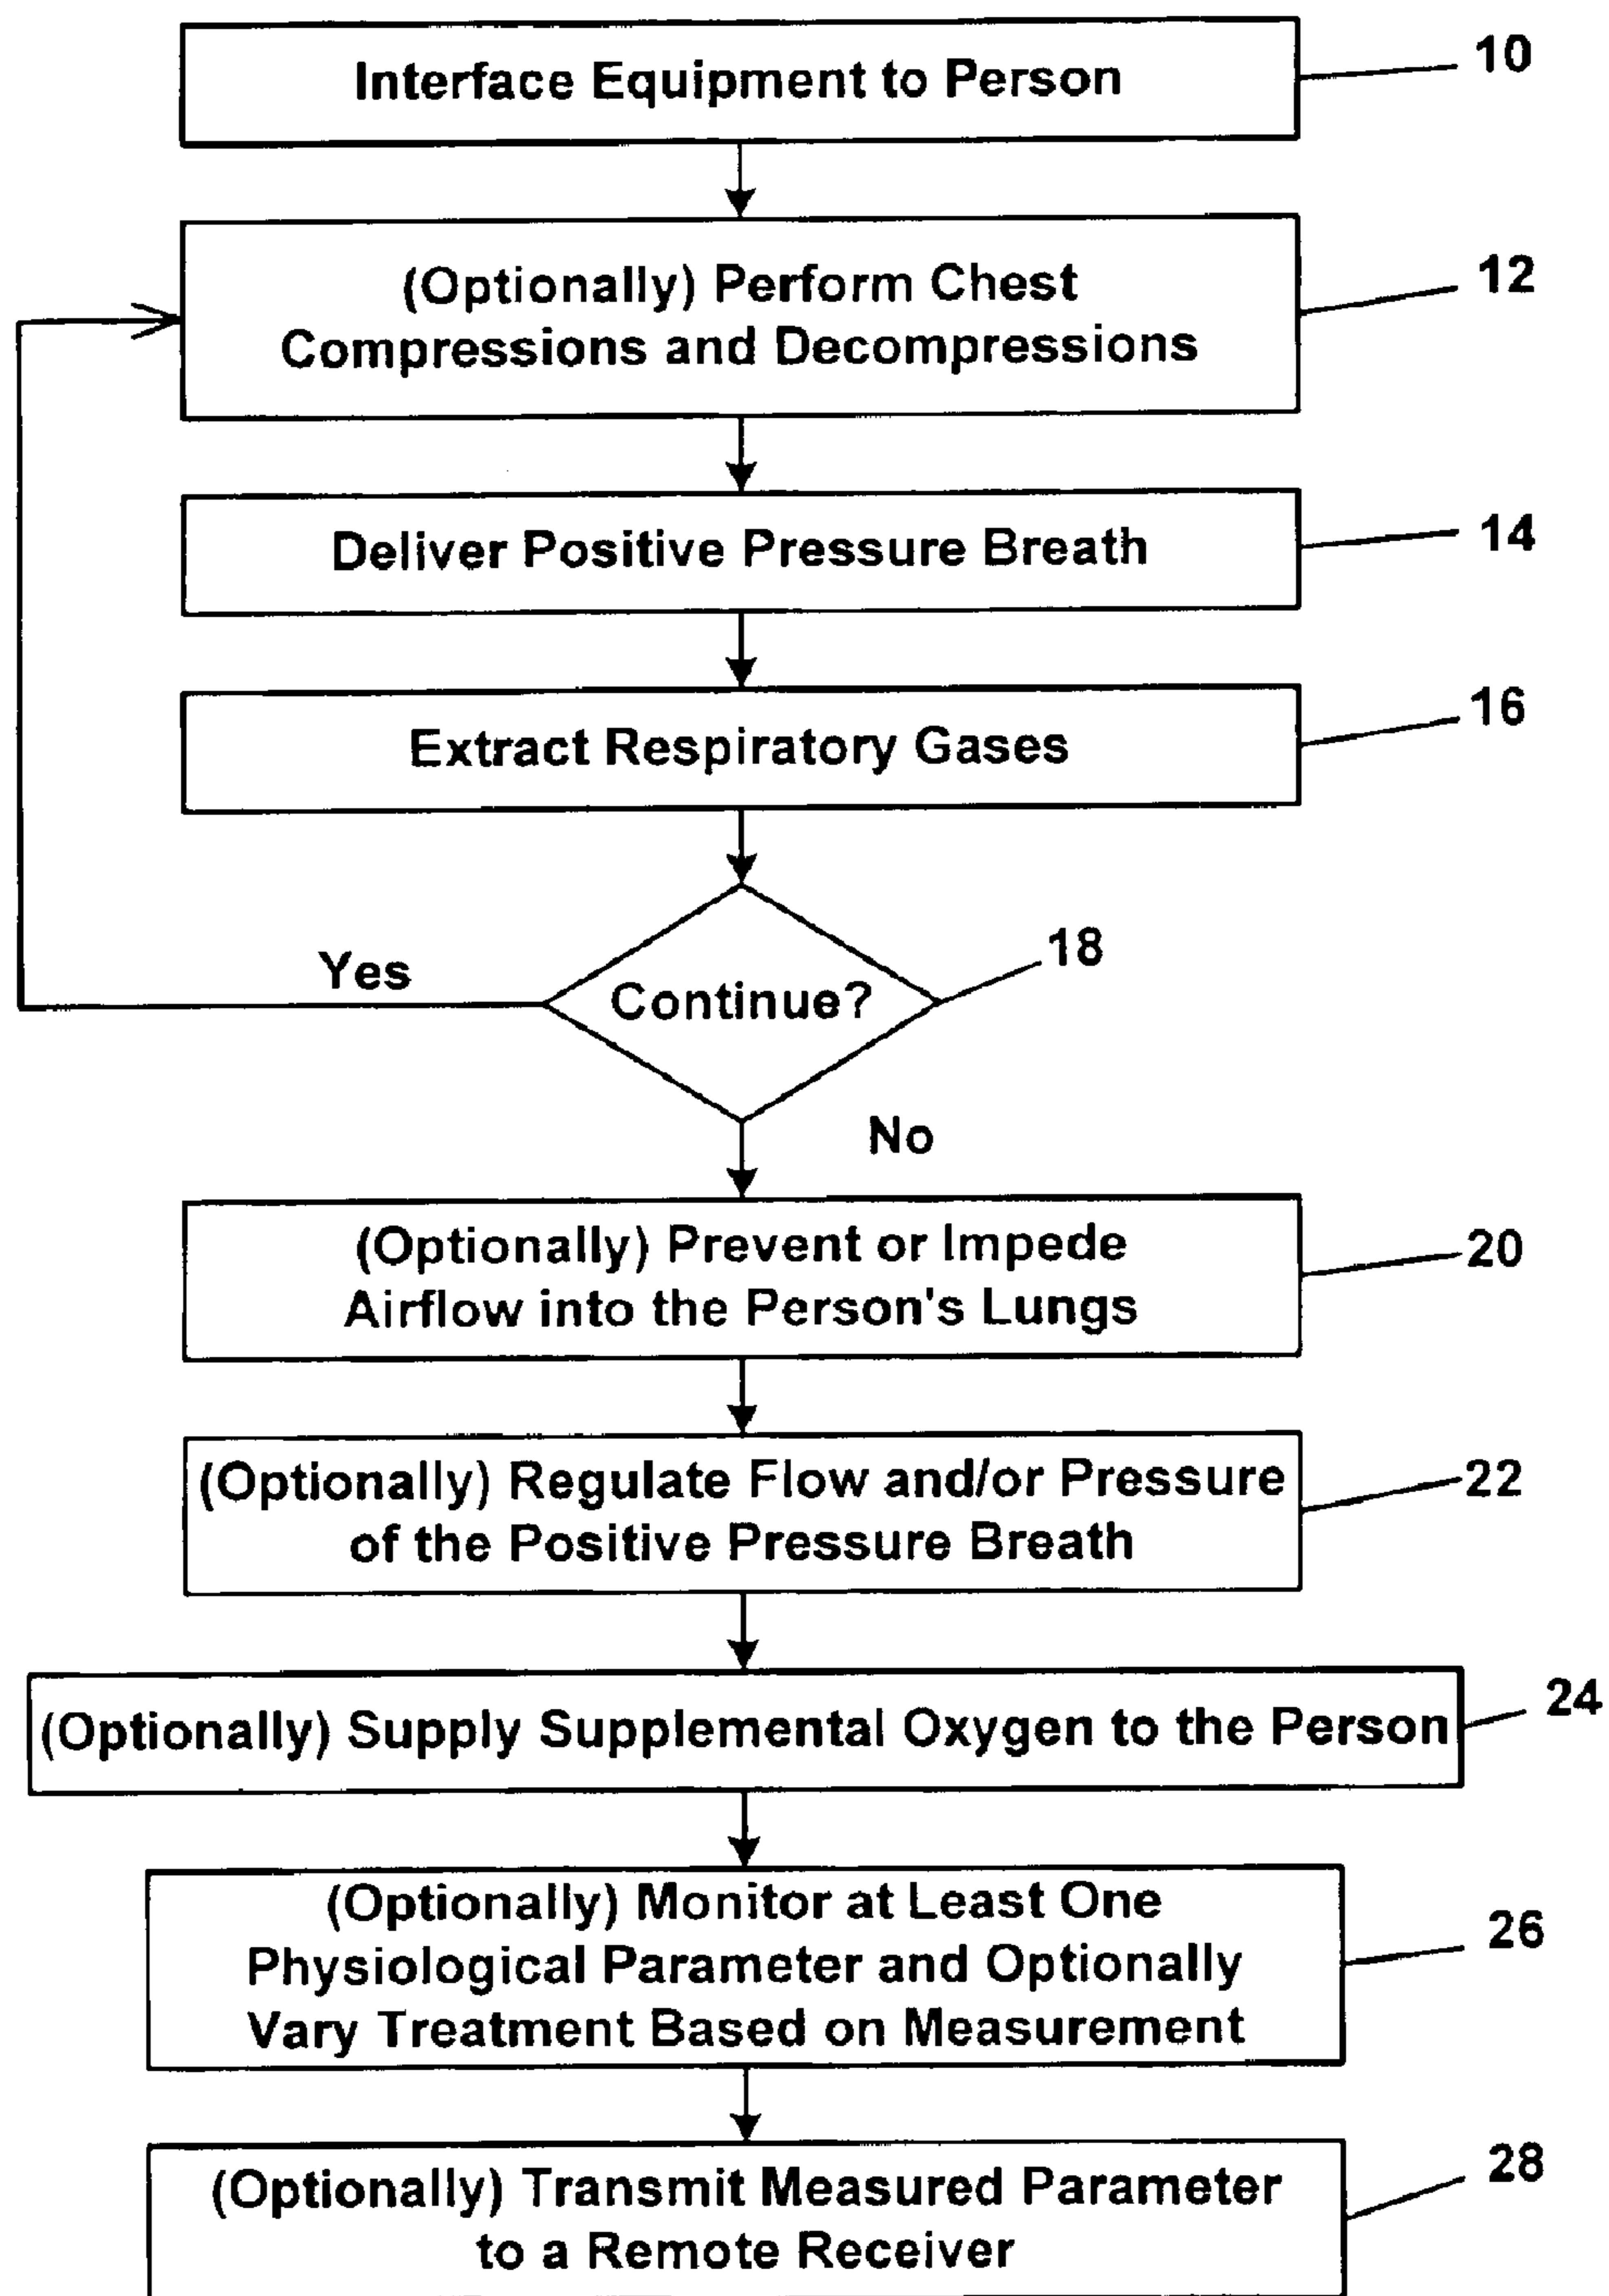 Interface Equipment to Person
10
(Optionally) Perform Chest
Compressions and Decompressions
12
Deliver Positive Pressure Breath
14
Extract Respiratory Gases
16
Continue?
18
Yes
No
(Optionally) Prevent or Impede
Airflow into the Person's Lungs
20
(Optionally) Regulate Flow and/or Pressure
of the Positive Pressure Breath
22
(Optionally) Supply Supplemental Oxygen to the Person
24
(Optionally) Monitor at Least One
Physiological Parameter and Optionally
Vary Treatment Based on Measurement
26
(Optionally) Transmit Measured Parameter
to a Remote Receiver
28